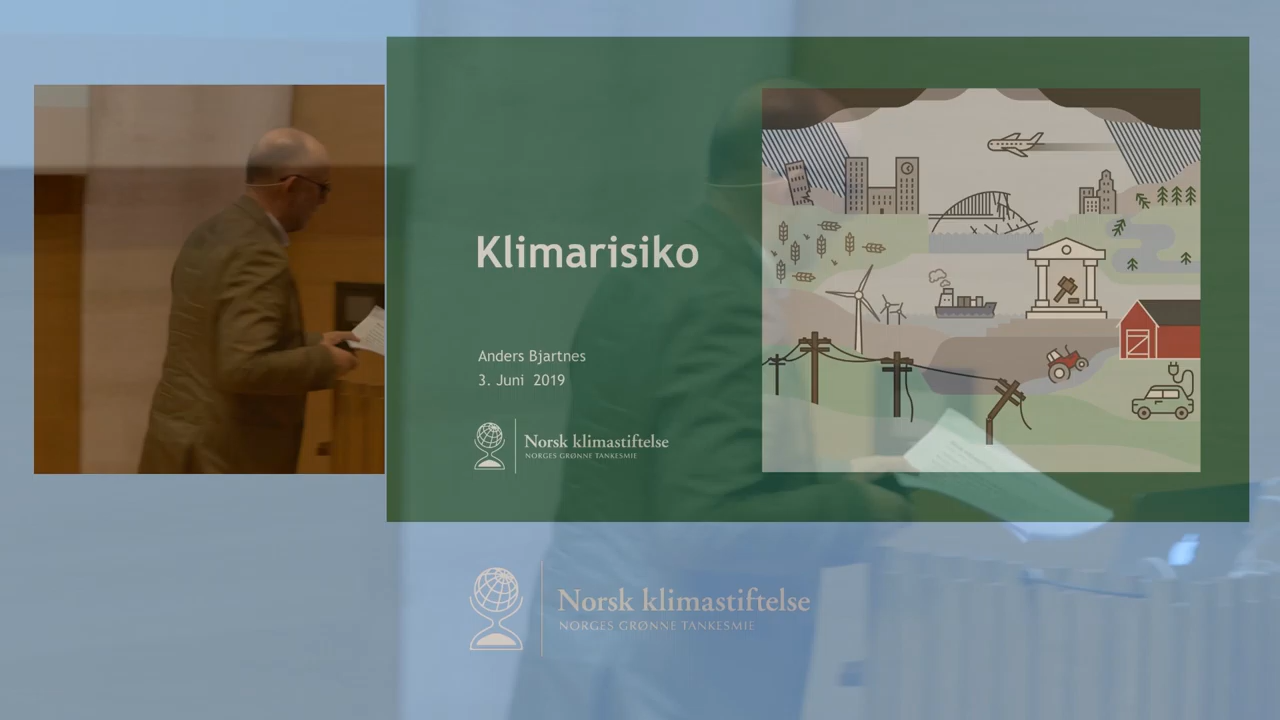 Klimarisiko
Anders Bjartnes
3. Juni 2019
Norsk klimastiftelse
NORGES GRØNNE TANKESMIE
Norsk klimastiftelse
NORGES GRØNNE TANKESMIE